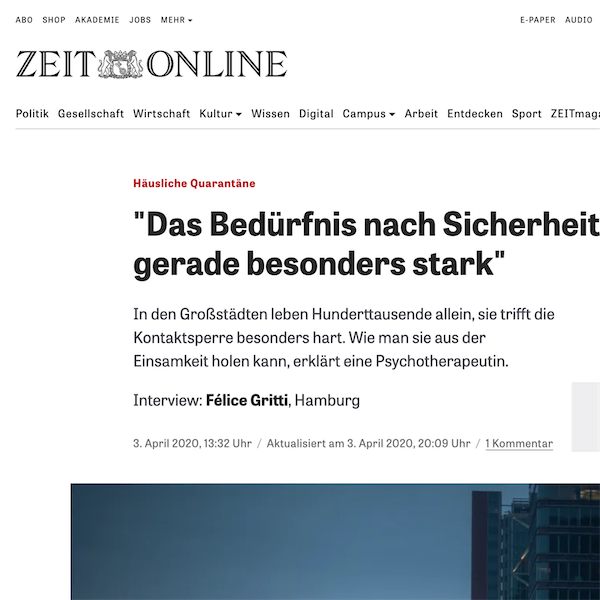 ABO SHOP AKADEMIE JOBS MEHR E-PAPER AUDIO
ZEIT ONLINE
Politik Gesellschaft Wirtschaft Kultur Wissen Digital Campus Arbeit Entdecken Sport ZEITmaga
Häusliche Quarantäne
"Das Bedürfnis nach Sicherheit
gerade besonders stark"
In den Großstädten leben Hunderttausende allein, sie trifft die
Kontaktsperre besonders hart. Wie man sie aus der
Einsamkeit holen kann, erklärt eine Psychotherapeutin.
Interview: Félice Gritti, Hamburg
3. April 2020, 13:32 Uhr / Aktualisiert am 3. April 2020, 20:09 Uhr / 1 Kommentar